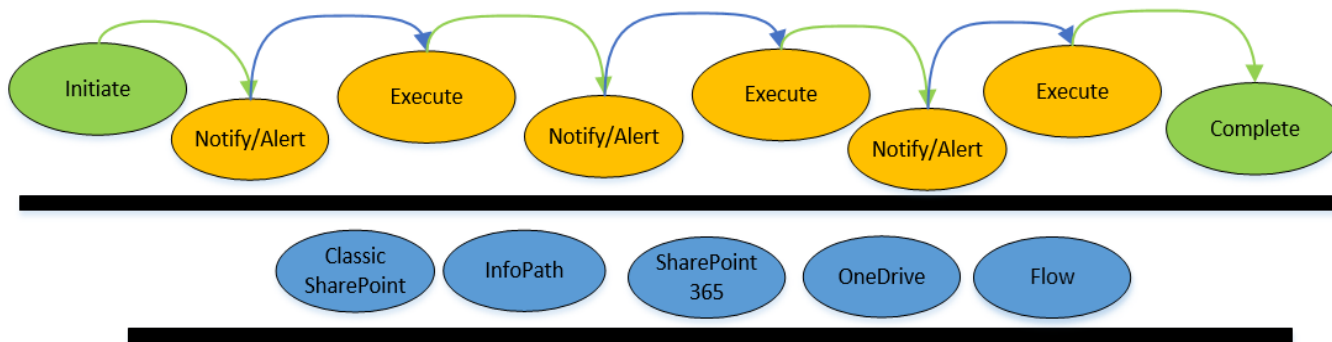 Initiate
Notify/Alert
Execute
Notify/Alert
Execute
Notify/Alert
Execute
Complete
Classic
SharePoint
InfoPath
SharePoint
365
OneDrive
Flow